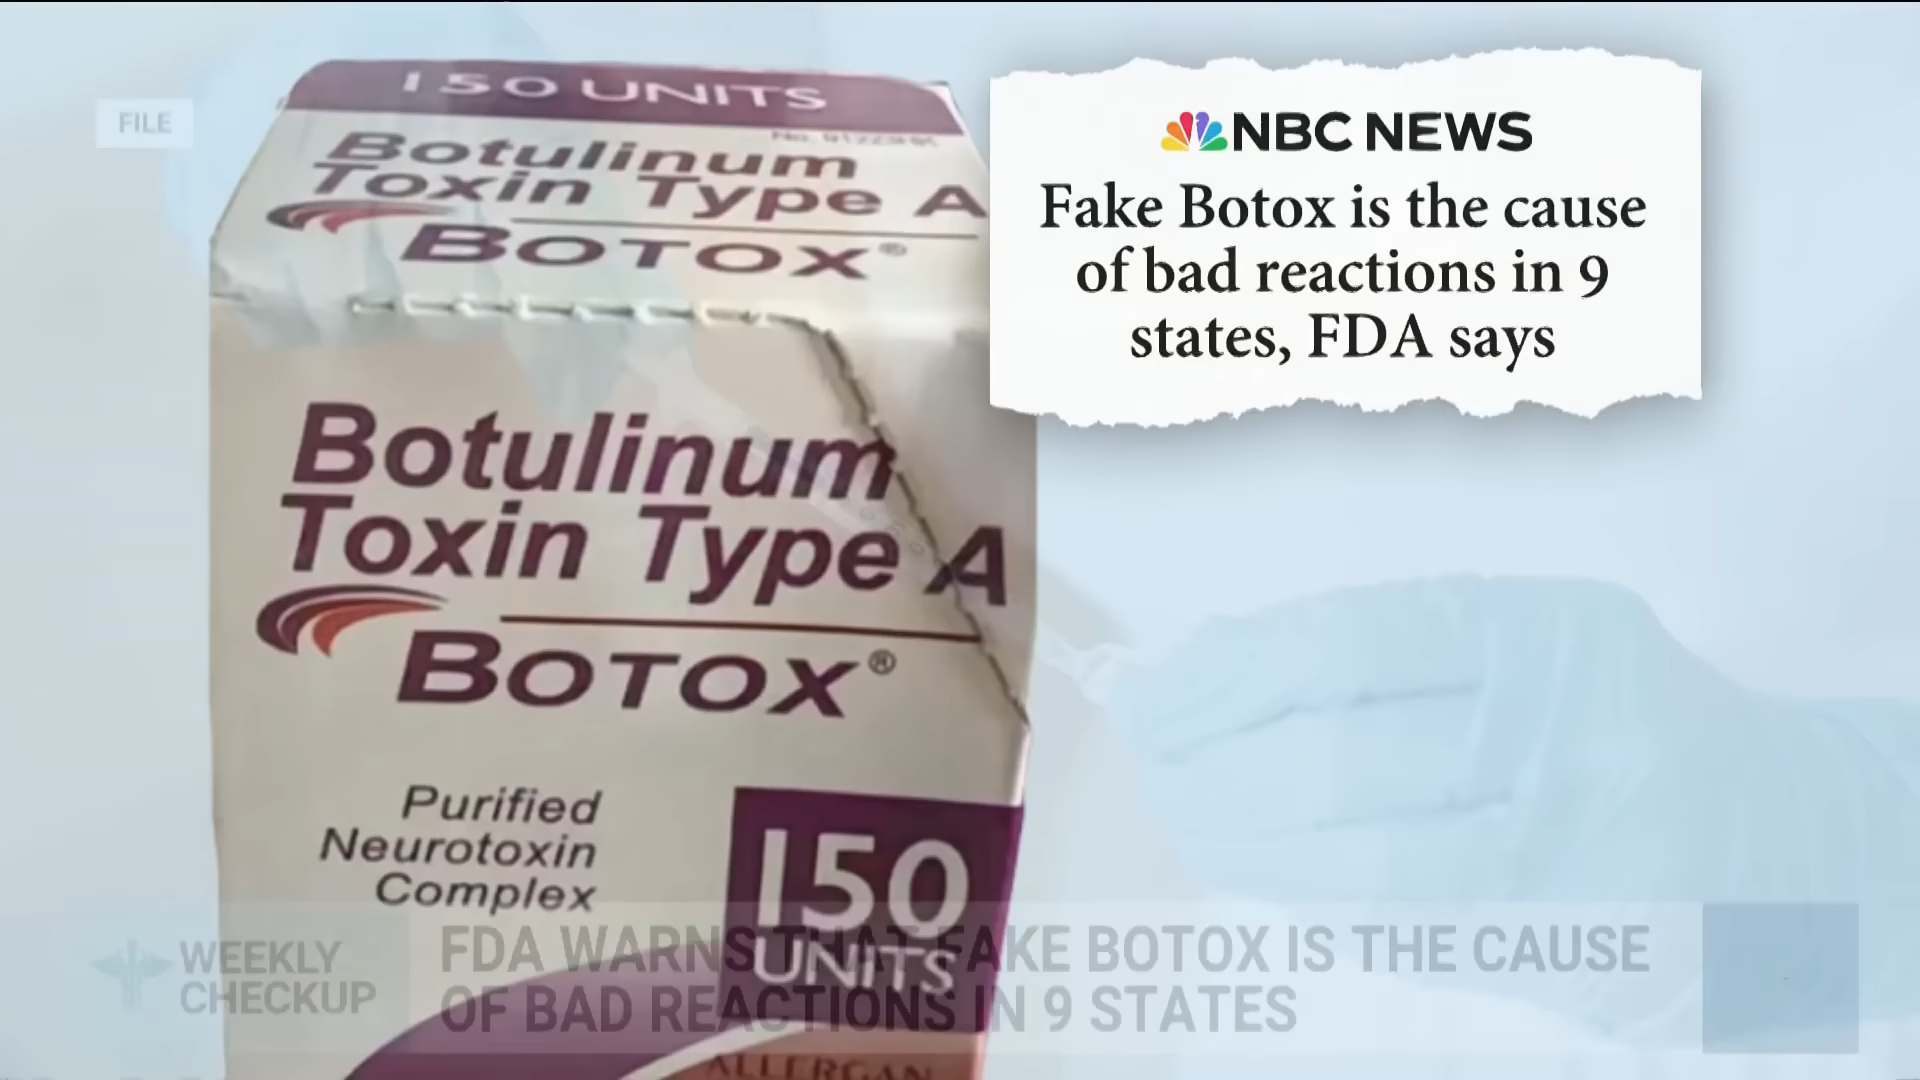 FILE
150 UNITS
Botulinum
Toxin Type A
BOTOX®
Botulinum
Toxin Type A
BOTOX®
Purified
Neurotoxin
Complex
150
UNITS
ALLERGAN
NBC NEWS
Fake Botox is the cause
of bad reactions in 9
states, FDA says
WEEKLY
CHECKUP
FDA WARNS THAT FAKE BOTOX IS THE CAUSE
OF BAD REACTIONS IN 9 STATES